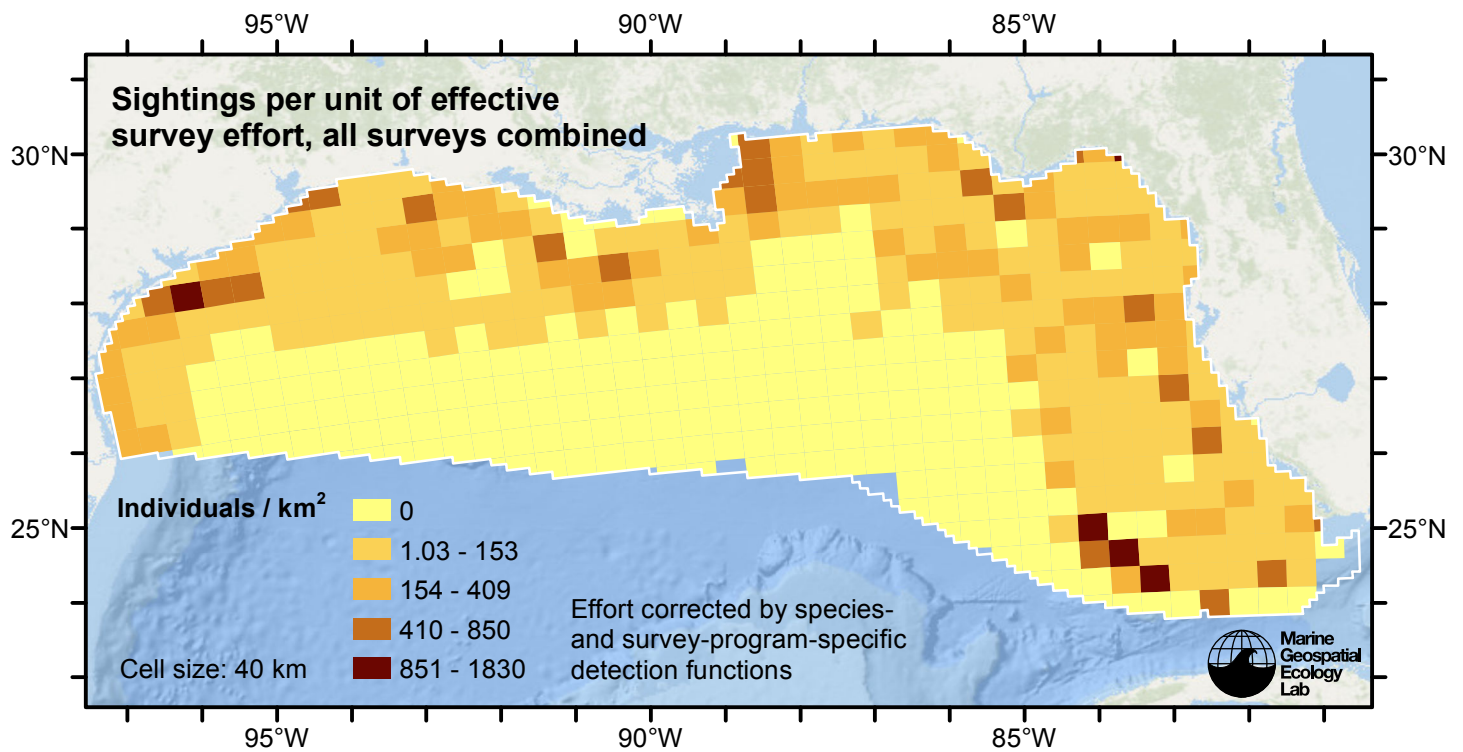 95°W 90°W 85°W
Sightings per unit of effective
survey effort, all surveys combined
30°N 30°N
Individuals / km²
0
1.03 - 153
154 - 409
410 - 850
851 - 1830
25°N 25°N
Cell size: 40 km
Effort corrected by species-
and survey-program-specific
detection functions
Marine
Geospatial
Ecology
Lab
95°W 90°W 85°W